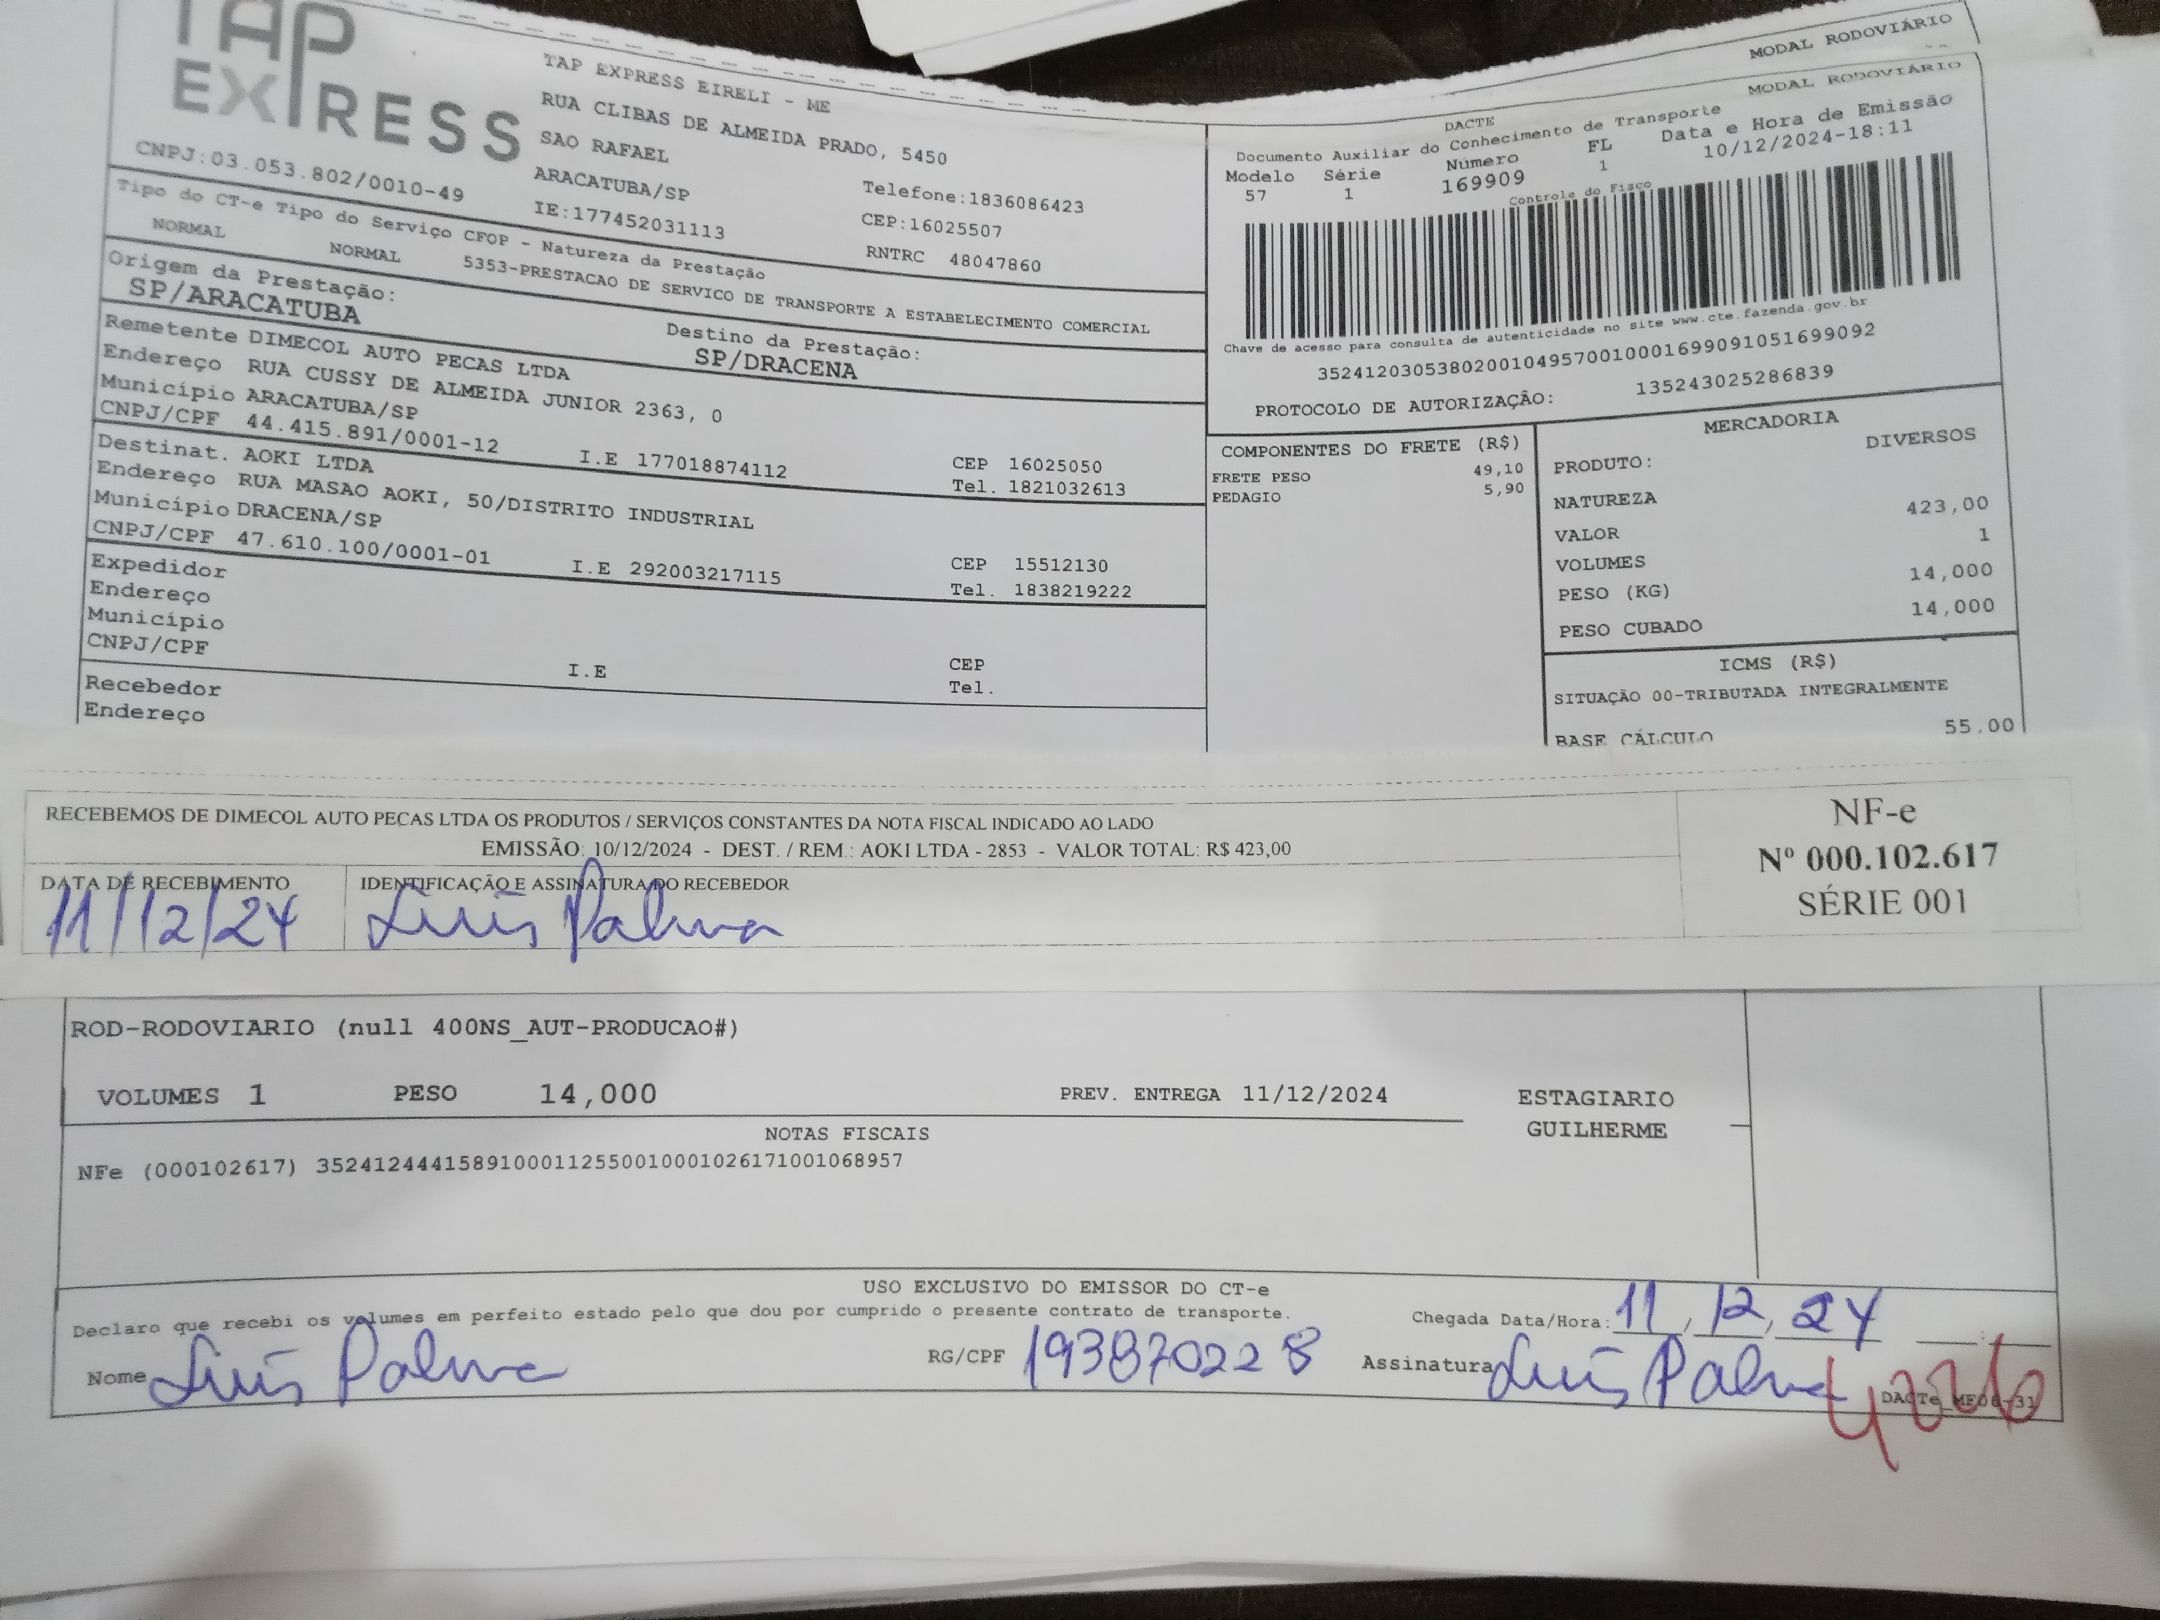 TAP
EXPRESS
CNPJ:03.053.802/0010-49
TAP EXPRESS EIRELI - ME
RUA CLIBAS DE ALMEIDA PRADO, 5450
SAO RAFAEL
ARACATUBA/SP
IE:177452031113
Telefone:1836086423
CEP:16025507
RNTRC 48047860
MODAL RODOVIÁRIO
MODAL RODOVIÁRIO
DACTE
Documento Auxiliar do Conhecimento de Transporte
Modelo Série Número FL Data e Hora de Emissão
57 1 169909 1 10/12/2024-18:11
Controle do Fisco
Chave de acesso para consulta de autenticidade no site www.cte.fazenda.gov.br
35241203053802001049570010001699091051699092
PROTOCOLO DE AUTORIZAÇÃO: 135243025286839
Tipo do CT-e Tipo do Serviço CFOP - Natureza da Prestação
NORMAL NORMAL 5353-PRESTACAO DE SERVICO DE TRANSPORTE A ESTABELECIMENTO COMERCIAL
Origem da Prestação: Destino da Prestação:
SP/ARACATUBA SP/DRACENA
Remetente DIMECOL AUTO PECAS LTDA
Endereço RUA CUSSY DE ALMEIDA JUNIOR 2363, 0
Município ARACATUBA/SP CEP 16025050
CNPJ/CPF 44.415.891/0001-12 I.E 177018874112 Tel. 1821032613
Destinat. AOKI LTDA
Endereço RUA MASAO AOKI, 50/DISTRITO INDUSTRIAL
Município DRACENA/SP CEP 15512130
CNPJ/CPF 47.610.100/0001-01 I.E 292003217115 Tel. 1838219222
Expedidor
Endereço
Município CEP
CNPJ/CPF I.E Tel.
Recebedor
Endereço
COMPONENTES DO FRETE (R$)
FRETE PESO 49,10
PEDAGIO 5,90
MERCADORIA
PRODUTO: DIVERSOS
NATUREZA
VALOR 423,00
VOLUMES 1
PESO (KG) 14,000
PESO CUBADO 14,000
ICMS (R$)
SITUAÇÃO 00-TRIBUTADA INTEGRALMENTE
BASE CÁLCULO 55,00
RECEBEMOS DE DIMECOL AUTO PECAS LTDA OS PRODUTOS / SERVIÇOS CONSTANTES DA NOTA FISCAL INDICADO AO LADO
EMISSÃO: 10/12/2024 - DEST. / REM.: AOKI LTDA - 2853 - VALOR TOTAL: R$ 423,00
DATA DE RECEBIMENTO IDENTIFICAÇÃO E ASSINATURA DO RECEBEDOR
11/12/24 Luis Palma
NF-e
Nº 000.102.617
SÉRIE 001
ROD-RODOVIARIO (null 400NS_AUT-PRODUCAO#)
VOLUMES 1 PESO 14,000 PREV. ENTREGA 11/12/2024
ESTAGIARIO
GUILHERME
NOTAS FISCAIS
NFe (000102617) 35241244415891000112550010001026171001068957
USO EXCLUSIVO DO EMISSOR DO CT-e
Declaro que recebi os volumes em perfeito estado pelo que dou por cumprido o presente contrato de transporte.
Chegada Data/Hora: 11 / 12 / 24 :
Nome Luis Palma RG/CPF 193870228 Assinatura Luis Palma